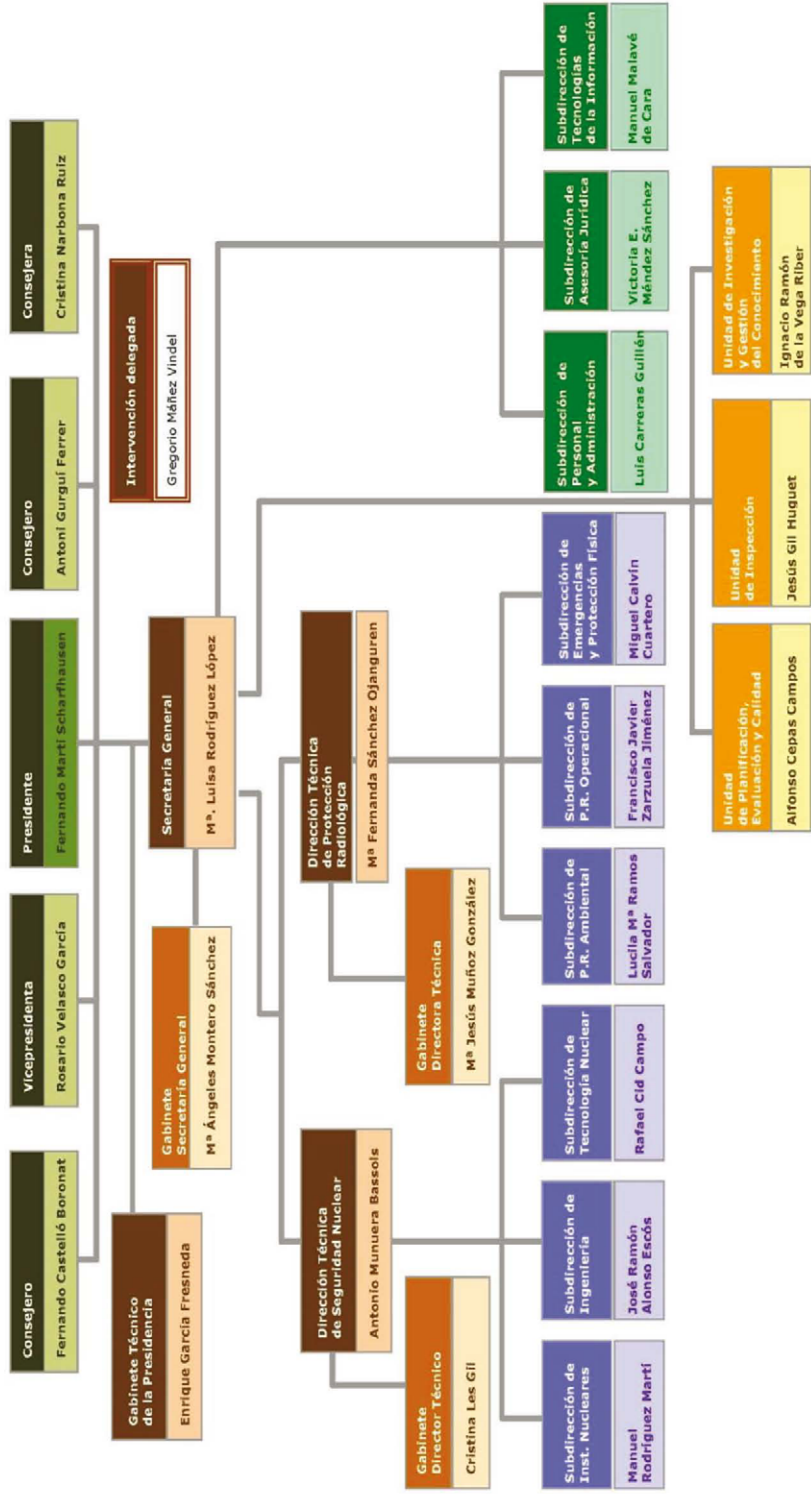 Consejero
Fernando Castelló Boronat
Vicepresidenta
Rosario Velasco García
Presidente
Fernando Marti Scharfhausen
Consejero
Antoni Gurguí Ferrer
Consejera
Cristina Narbona Ruiz
Gabinete Técnico
de la Presidencia
Enrique García Fresneda
Intervención delegada
Gregorio Máñez Vindel
Secretaría General
Mª. Luisa Rodríguez López
Gabinete
Secretaría General
Mª Ángeles Montero Sánchez
Dirección Técnica
de Seguridad Nuclear
Antonio Munuera Bassols
Dirección Técnica
de Protección
Radiológica
Mª Fernanda Sánchez Ojanguren
Gabinete
Director Técnico
Cristina Les Gil
Gabinete
Directora Técnica
Mª Jesús Muñoz González
Subdirección de
Inst. Nucleares
Manuel
Rodríguez Martí
Subdirección de
Ingeniería
José Ramón
Alonso Escós
Subdirección de
Tecnología Nuclear
Rafael Cid Campo
Subdirección de
P.R. Ambiental
Lucila Mª Ramos
Salvador
Subdirección de
P.R. Operacional
Francisco Javier
Zarzuela Jiménez
Subdirección de
Emergencias
y Protección Física
Miguel Calvín
Cuartero
Subdirección de
Personal
y Administración
Luis Carreras Guillén
Subdirección de
Asesoría Jurídica
Victoria E.
Méndez Sánchez
Subdirección de
Tecnologías
de la Información
Manuel Malavé
de Cara
Unidad
de Planificación,
Evaluación y Calidad
Alfonso Cepas Campos
Unidad
de Inspección
Jesús Gil Huguet
Unidad de Investigación
y Gestión
del Conocimiento
Ignacio Ramón
de la Vega Riber